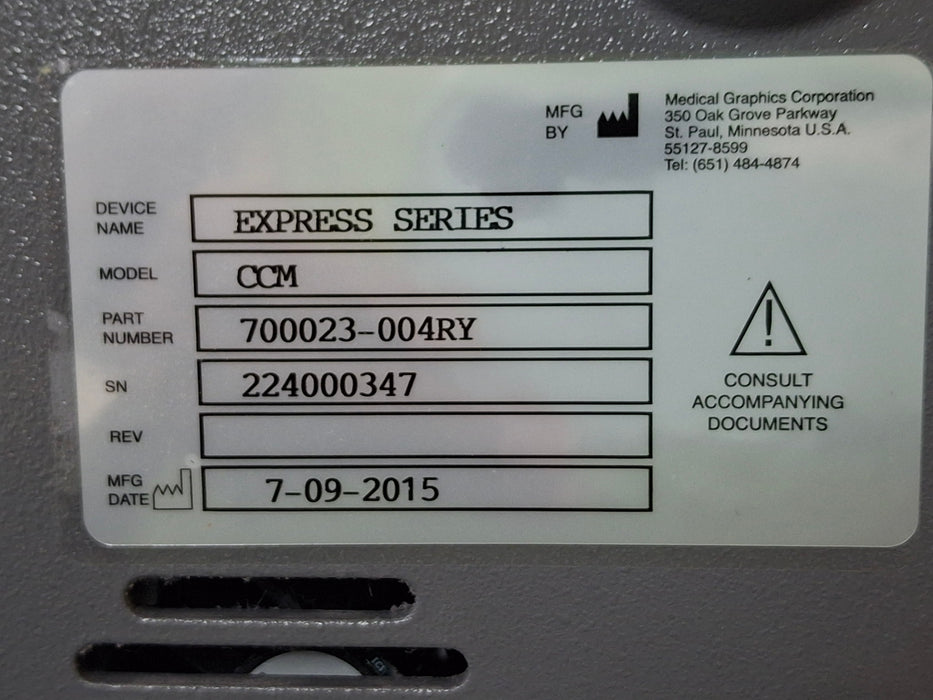 MFG
BY
Medical Graphics Corporation
350 Oak Grove Parkway
St. Paul, Minnesota U.S.A.
55127-8599
Tel: (651) 484-4874
DEVICE
NAME
EXPRESS SERIES
MODEL
CCM
PART
NUMBER
700023-004RY
SN
224000347
REV
MFG
DATE
7-09-2015
!
CONSULT
ACCOMPANYING
DOCUMENTS